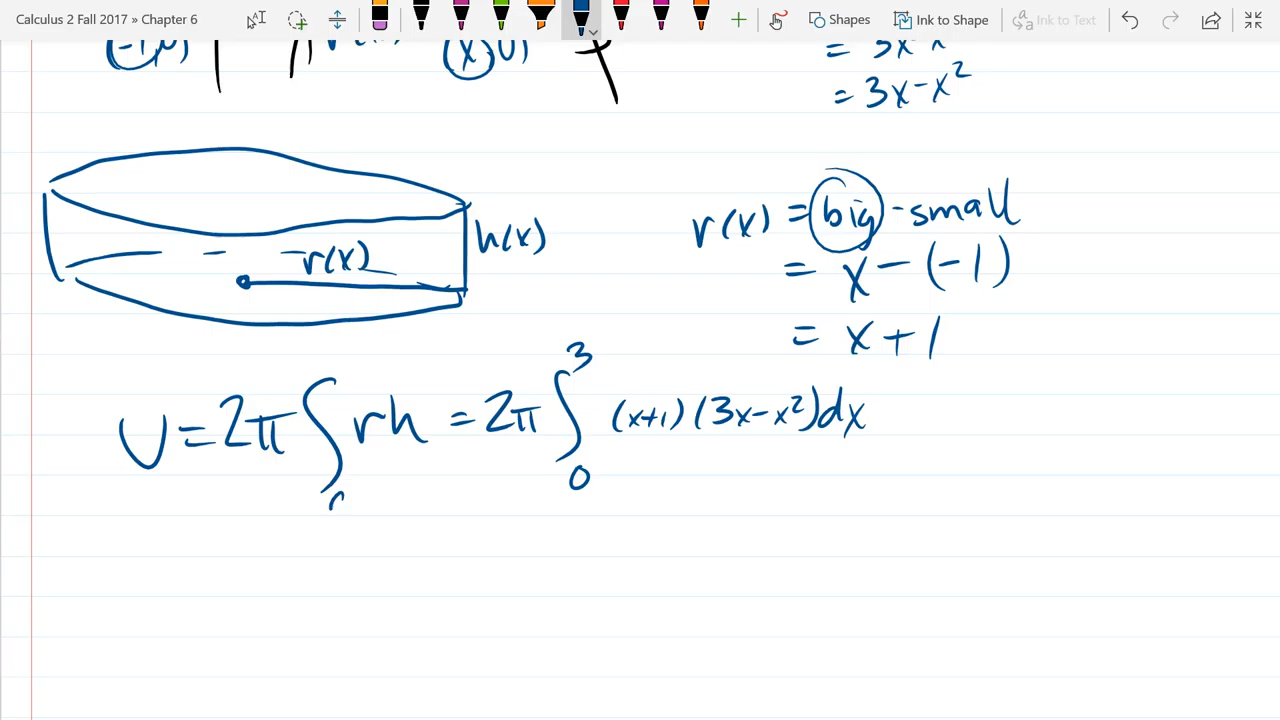 Calculus 2 Fall 2017 » Chapter 6
Shapes
Ink to Shape
Ink to Text
= 3x-x²
r(x) = big - small
h(x)
r(x)
= x - (-1)
= x + 1
V = 2π ∫ rh = 2π ∫₀³ (x+1)(3x-x²)dx